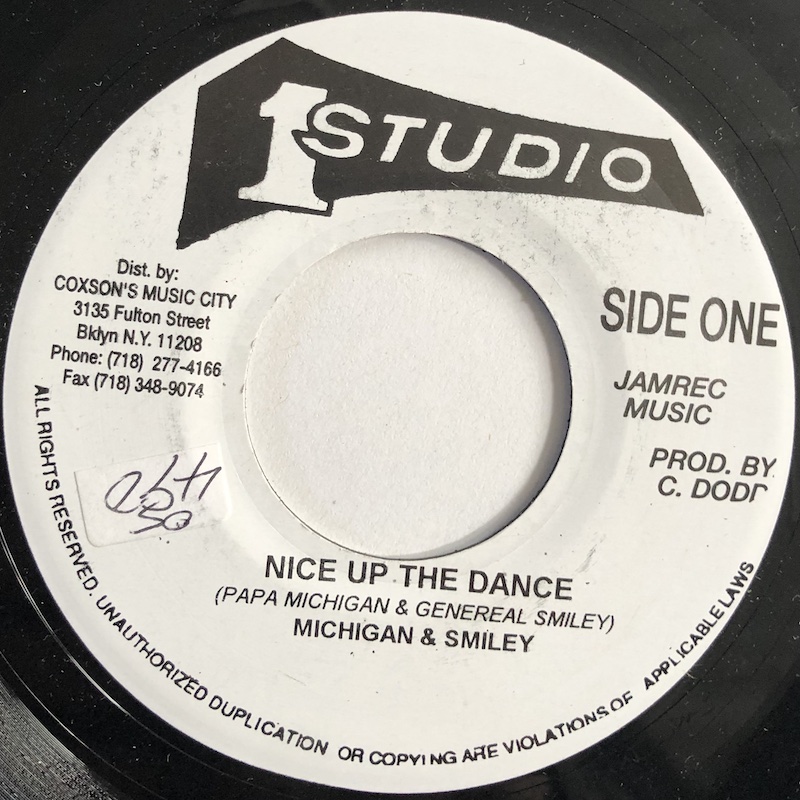 1 STUDIO
Dist. by:
COXSON'S MUSIC CITY
3135 Fulton Street
Bklyn N.Y. 11208
Phone: (718) 277-4166
Fax (718) 348-9074
SIDE ONE
JAMREC
MUSIC
PROD. BY
C. DODD
NICE UP THE DANCE
(PAPA MICHIGAN & GENEREAL SMILEY)
MICHIGAN & SMILEY
ALL RIGHTS RESERVED. UNAUTHORIZED DUPLICATION OR COPYING ARE VIOLATIONS OF APPLICABLE LAWS